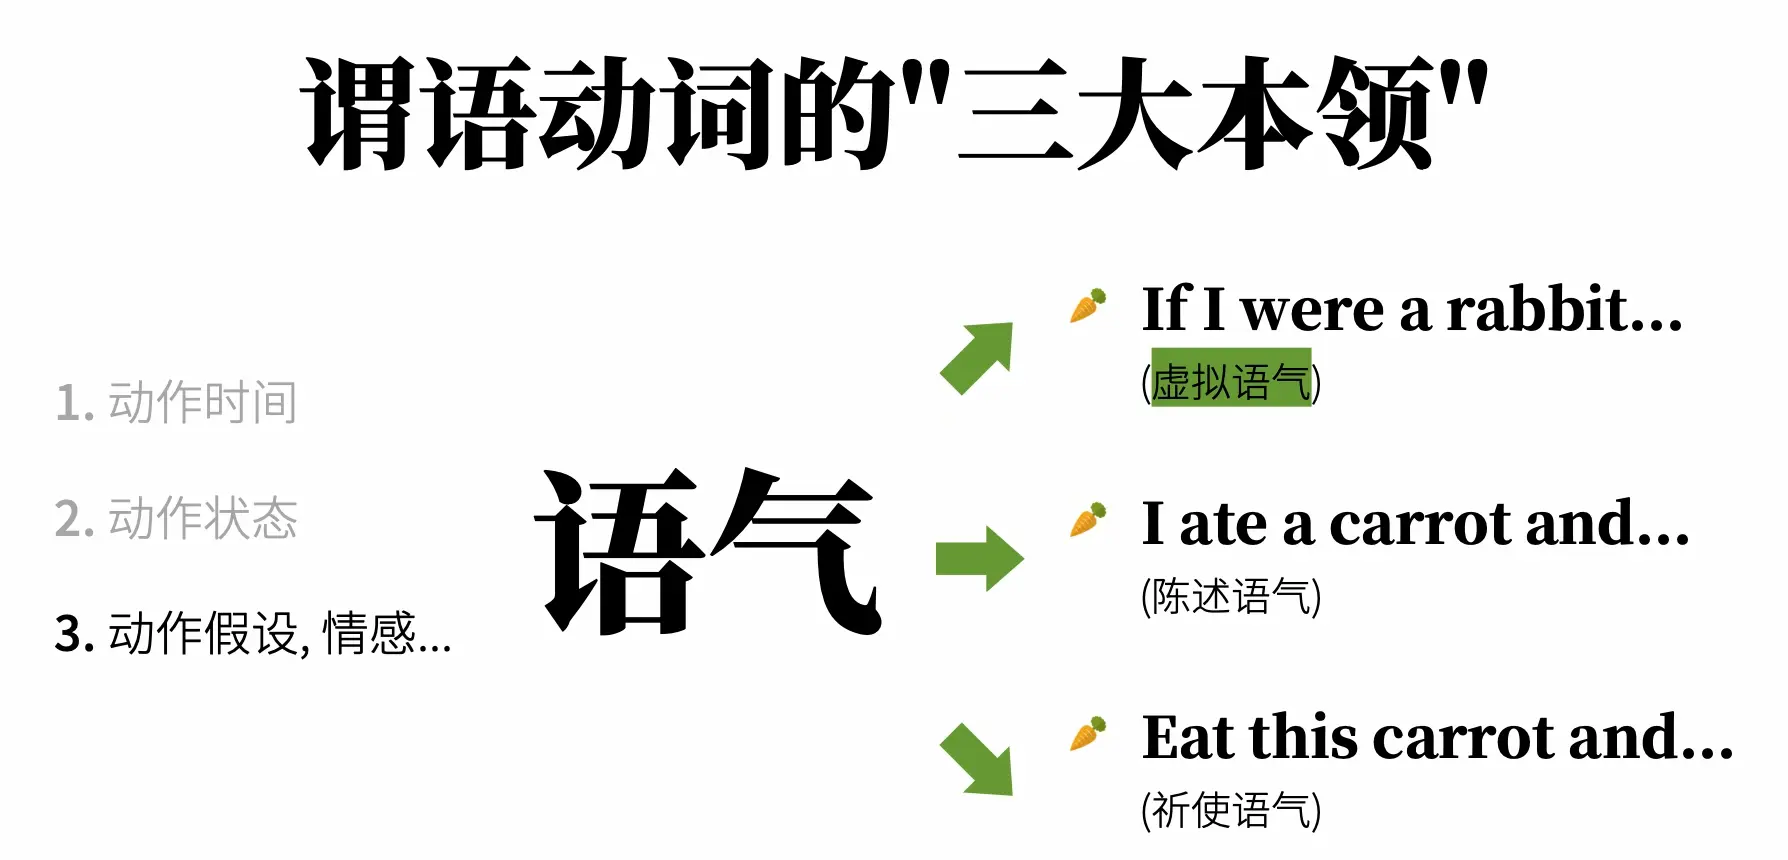 谓语动词的"三大本领"
1. 动作时间
2. 动作状态
3. 动作假设, 情感...
语气
If I were a rabbit...
(虚拟语气)
I ate a carrot and...
(陈述语气)
Eat this carrot and...
(祈使语气)